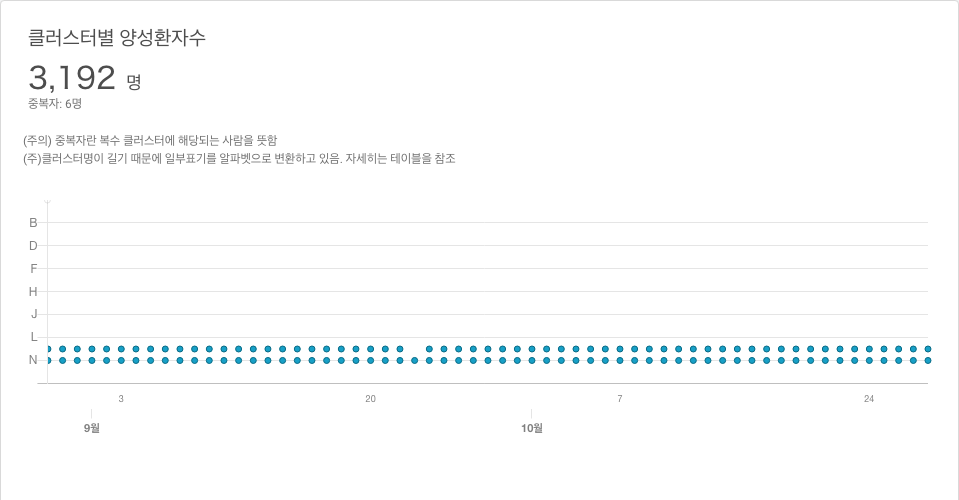 클러스터별 양성환자수
3,192 명
중복자: 6명
(주의) 중복자란 복수 클러스터에 해당되는 사람을 뜻함
(주)클러스터명이 길기 때문에 일부표기를 알파벳으로 변환하고 있음. 자세히는 테이블을 참조
B
D
F
H
J
L
N
3 20 7 24
9월 10월